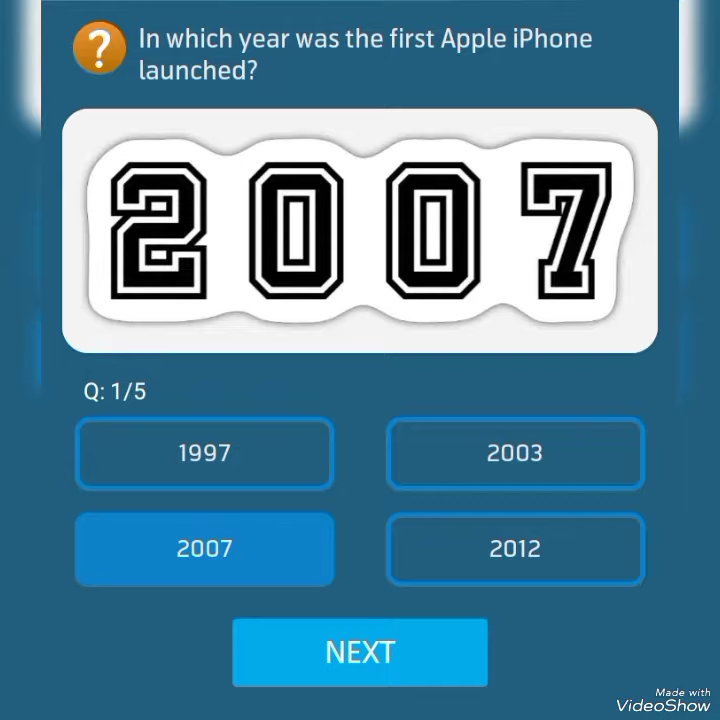 ?
In which year was the first Apple iPhone
launched?
2007
Q: 1/5
1997
2003
2007
2012
NEXT
Made with
VideoShow